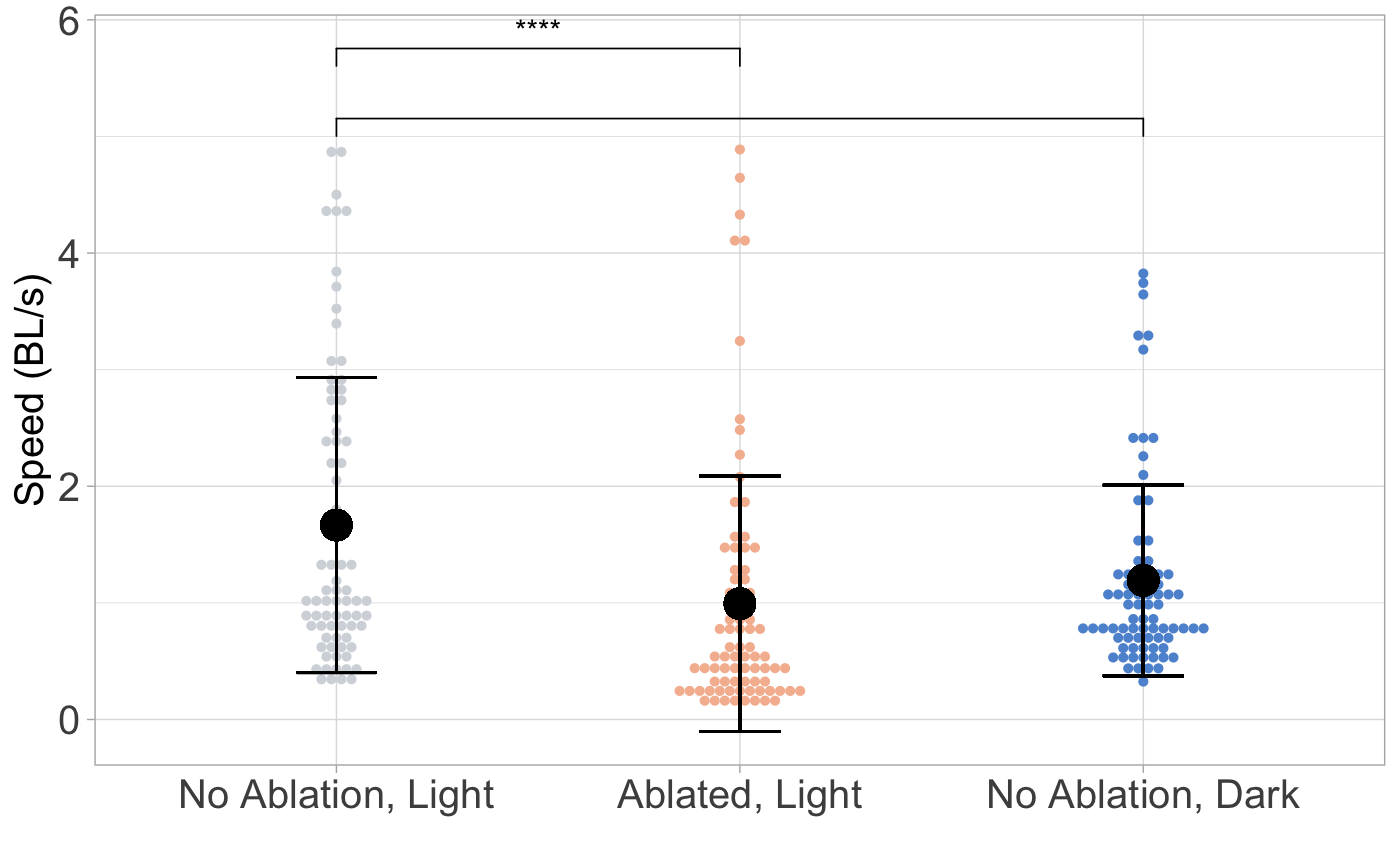 6
****
4
2
0
Speed (BL/s)
No Ablation, Light
Ablated, Light
No Ablation, Dark